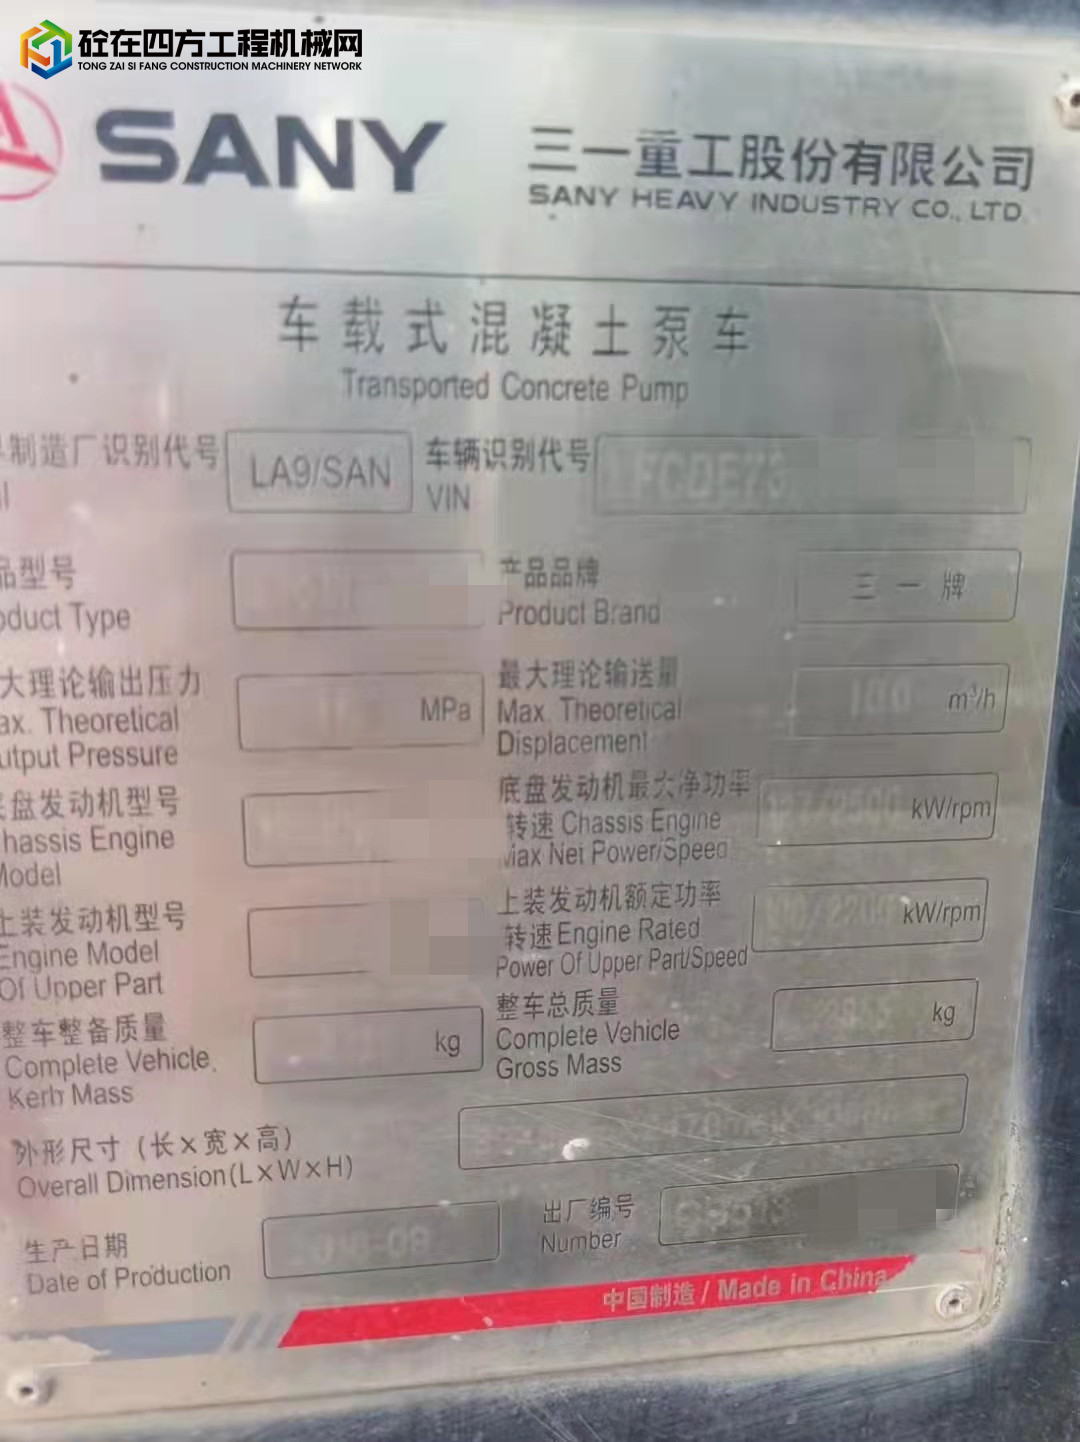 砼在四方工程机械网
TONG ZAI SI FANG CONSTRUCTION MACHINERY NETWORK
SANY 三一重工股份有限公司
SANY HEAVY INDUSTRY CO., LTD.
车载式混凝土泵车
Transported Concrete Pump
制造厂识别代号 LA9/SAN 车辆识别代号
VIN
品型号 产品品牌 三一牌
oduct Type Product Brand
大理论输出压力 MPa 最大理论输送量 100 m³/h
ax. Theoretical Max. Theoretical
utput Pressure Displacement
底盘发动机型号 底盘发动机最大净功率 kW/rpm
hassis Engine 转速 Chassis Engine
Model Max Net Power/Speed
上装发动机型号 上装发动机额定功率 kW/rpm
Engine Model 转速 Engine Rated
Of Upper Part Power Of Upper Part/Speed
整车整备质量 kg 整车总质量 kg
Complete Vehicle Complete Vehicle
Kerb Mass Gross Mass
外形尺寸 (长×宽×高)
Overall Dimension(L×W×H)
生产日期 出厂编号
Date of Production Number
中国制造 / Made in China